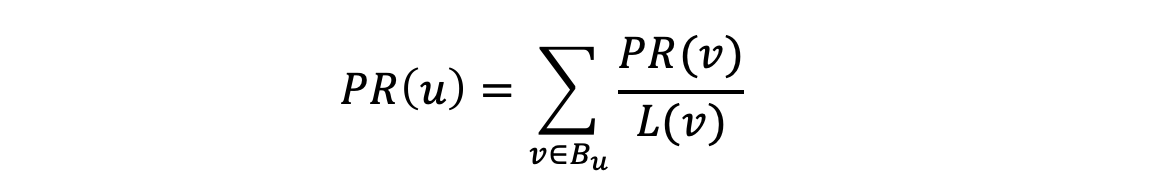 PR(u) = ∑_{v∈B_u} PR(v)/L(v)